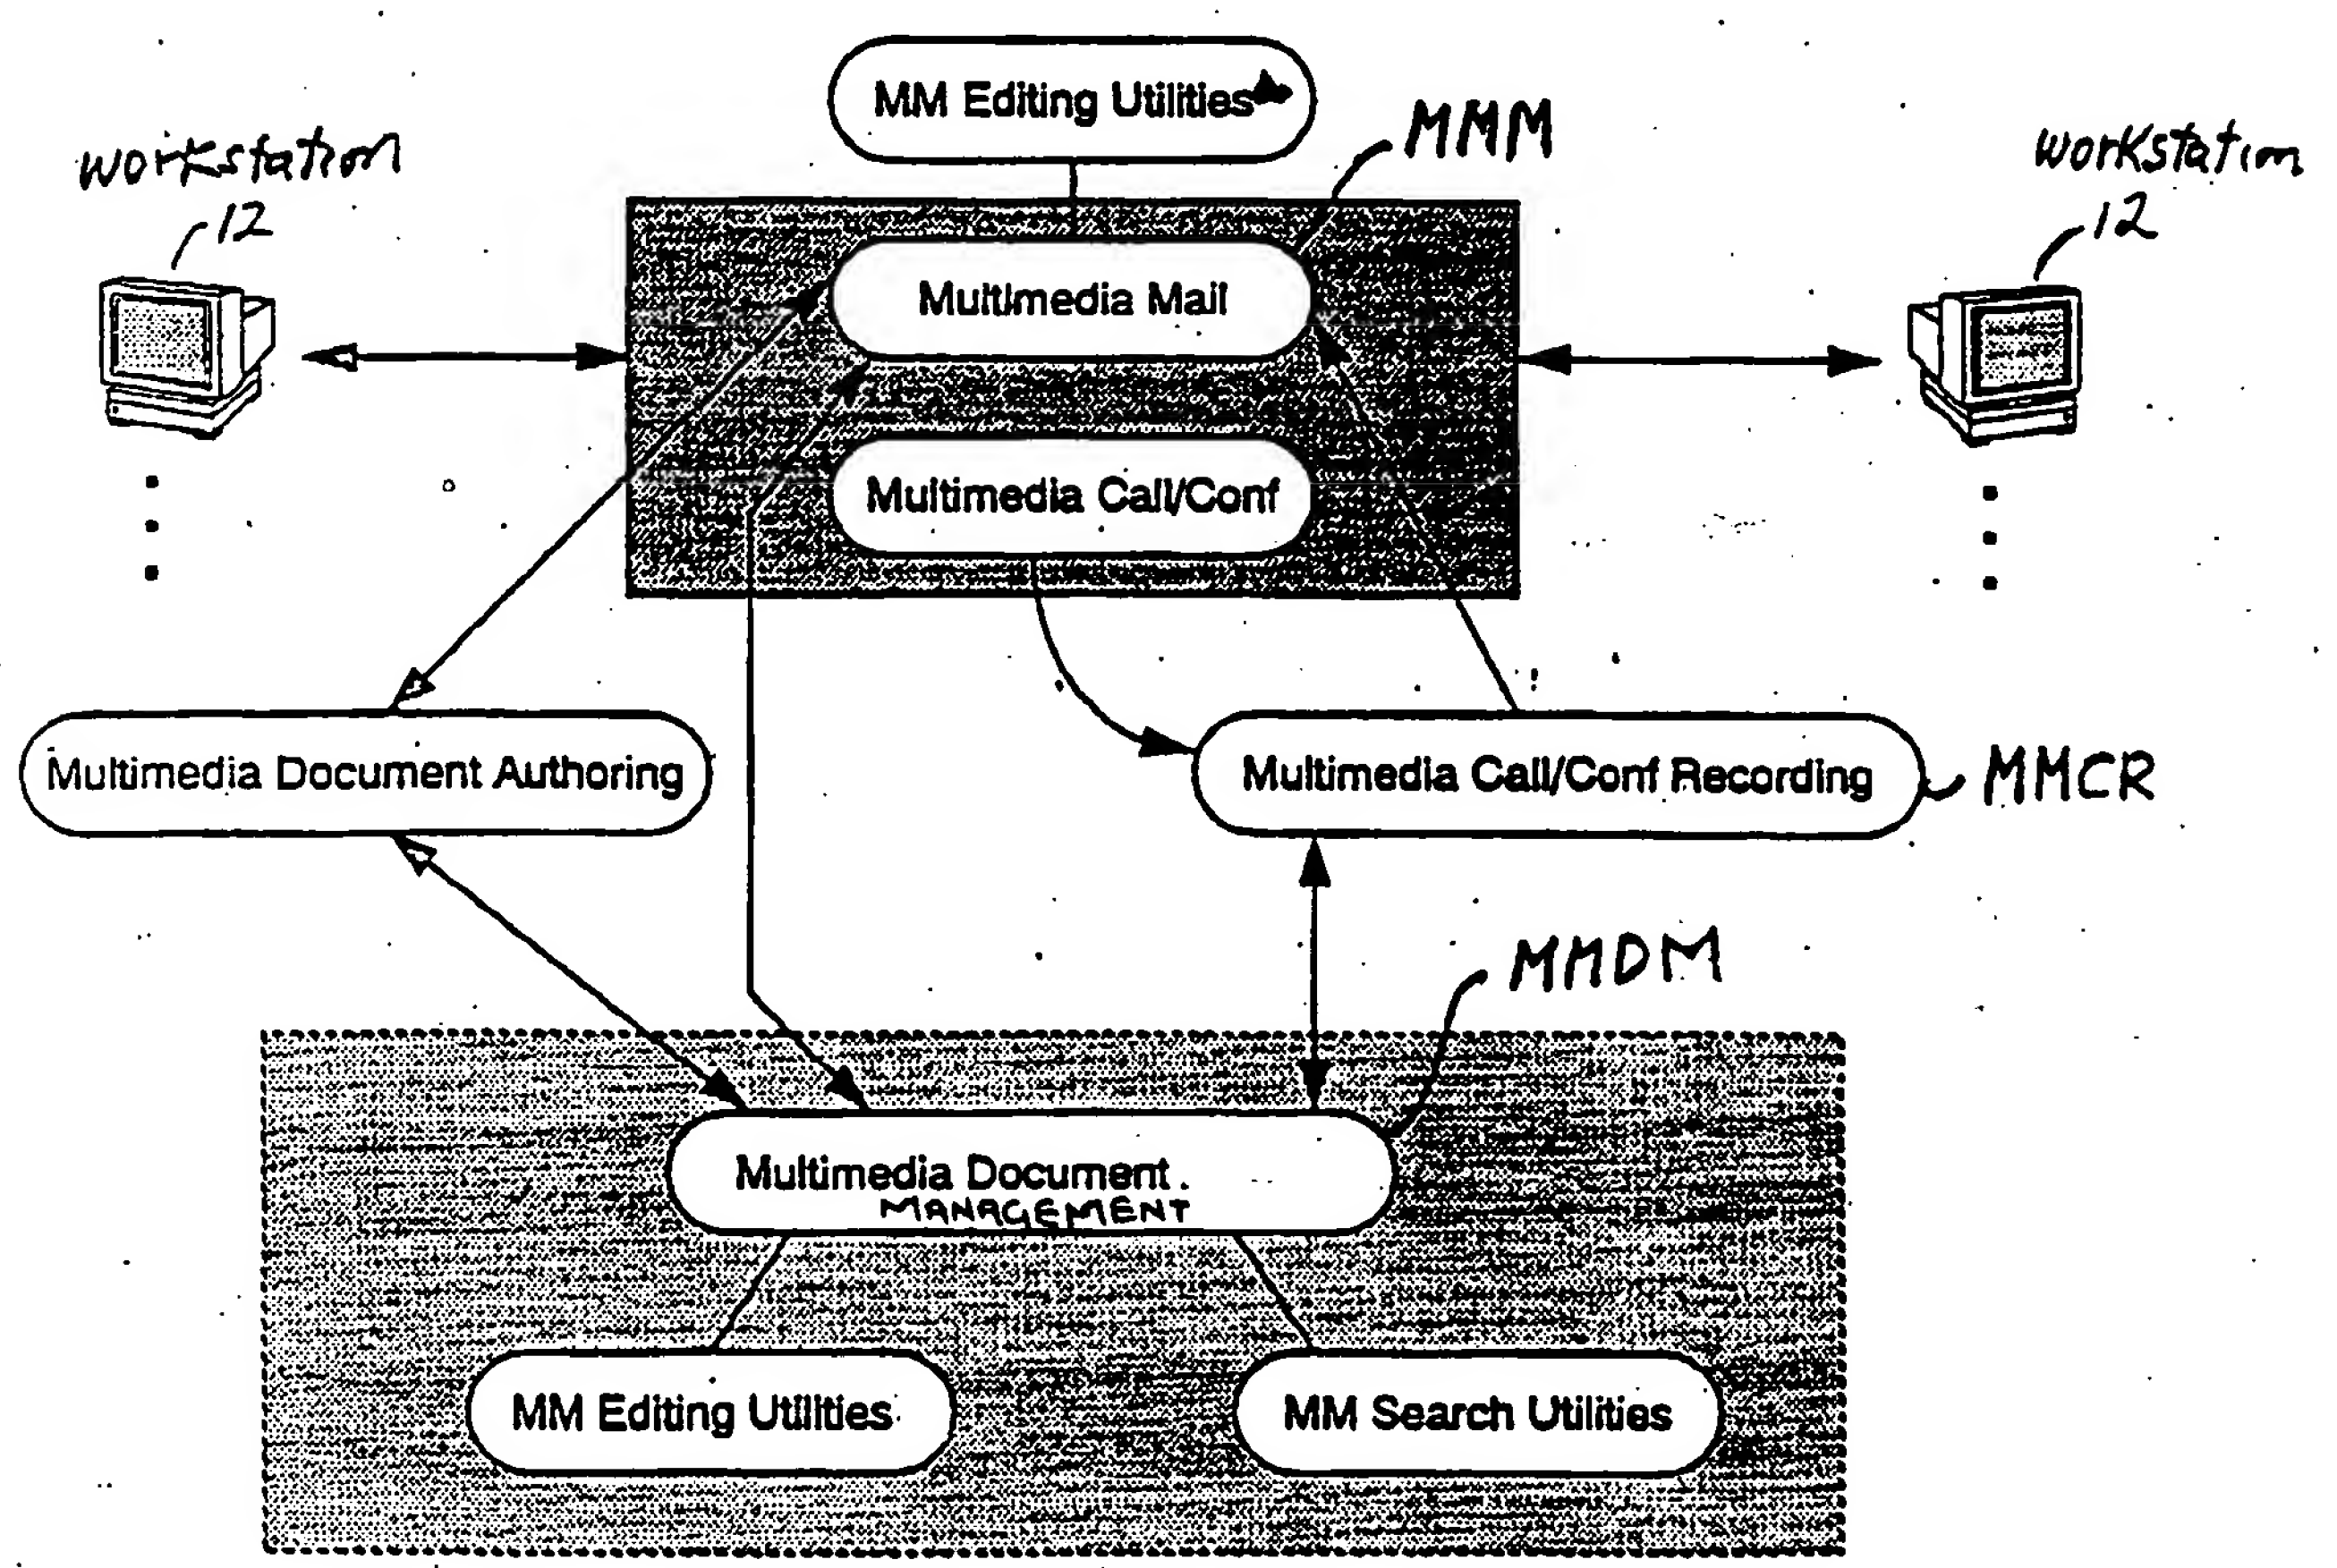 MM Editing Utilities
MMM
workstation
12
workstation
12
Multimedia Mail
Multimedia Call/Conf
Multimedia Document Authoring
Multimedia Call/Conf Recording
MMCR
MMDM
Multimedia Document
MANAGEMENT
MM Editing Utilities
MM Search Utilities